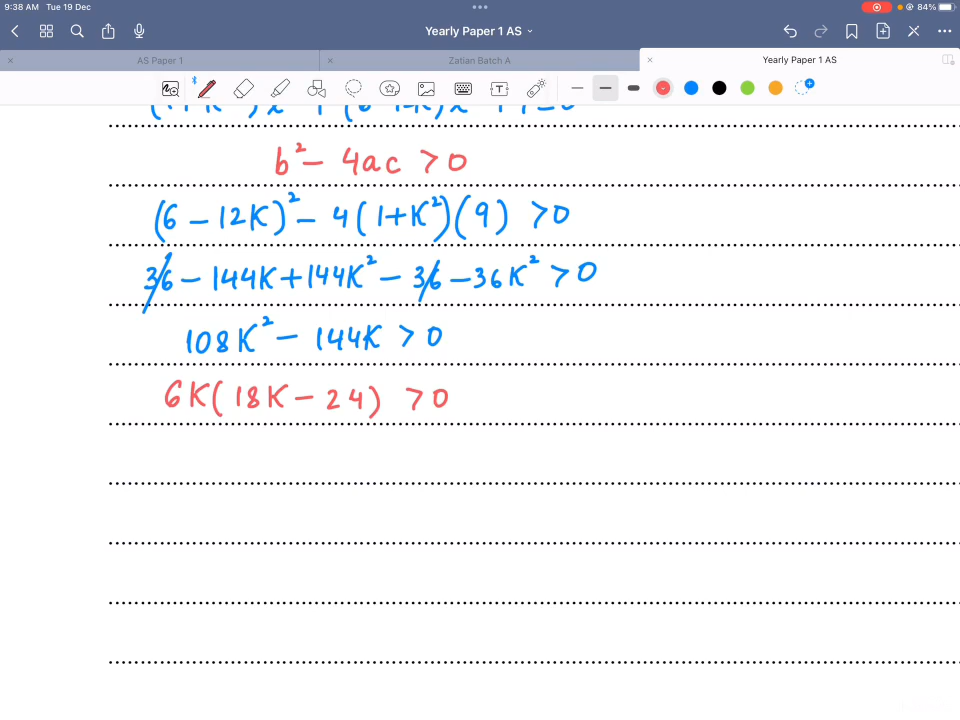 9:38 AM Tue 19 Dec
84%
Yearly Paper 1 AS
AS Paper 1
Zatian Batch A
Yearly Paper 1 AS
b² - 4ac > 0
(6 - 12K)² - 4(1+K²)(9) > 0
36 - 144K + 144K² - 36 - 36K² > 0
108K² - 144K > 0
6K(18K - 24) > 0